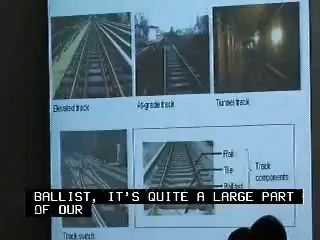 Elevated track
At-grade track
Tunnel track
Rail
Tie
Ballast
Track
components
BALLIST, IT'S QUITE A LARGE PART
OF OUR
Track switch